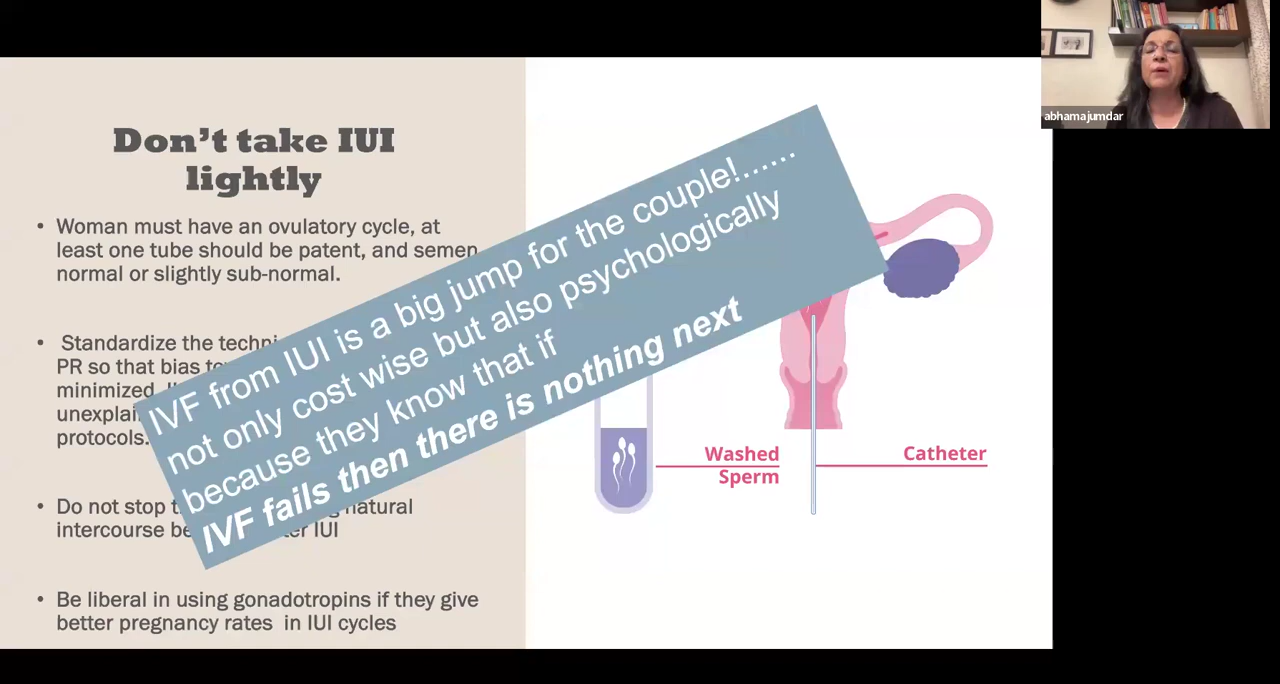 abhamajumdar
Don't take IUI
lightly
• Woman must have an ovulatory cycle, at
least one tube should be patent, and semen
normal or slightly sub-normal.
• Standardize the techni
PR so that bias to
minimized.
unexplai
protocols.
• Do not stop t natural
intercourse be ter IUI
• Be liberal in using gonadotropins if they give
better pregnancy rates in IUI cycles
IVF from IUI is a big jump for the couple!.......
not only cost wise but also psychologically
because they know that if
IVF fails then there is nothing next
Washed
Sperm
Catheter